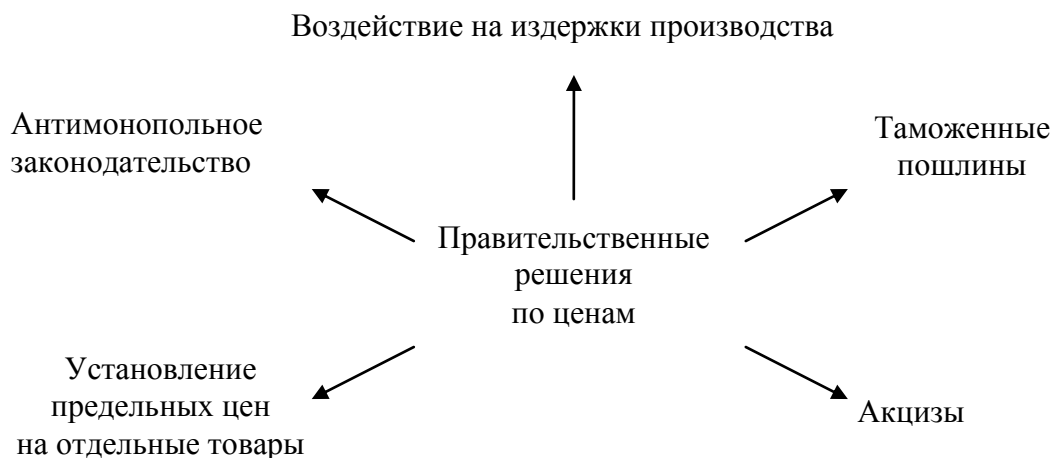 Воздействие на издержки производства
Антимонопольное
законодательство
Таможенные
пошлины
Правительственные
решения
по ценам
Установление
предельных цен
на отдельные товары
Акцизы